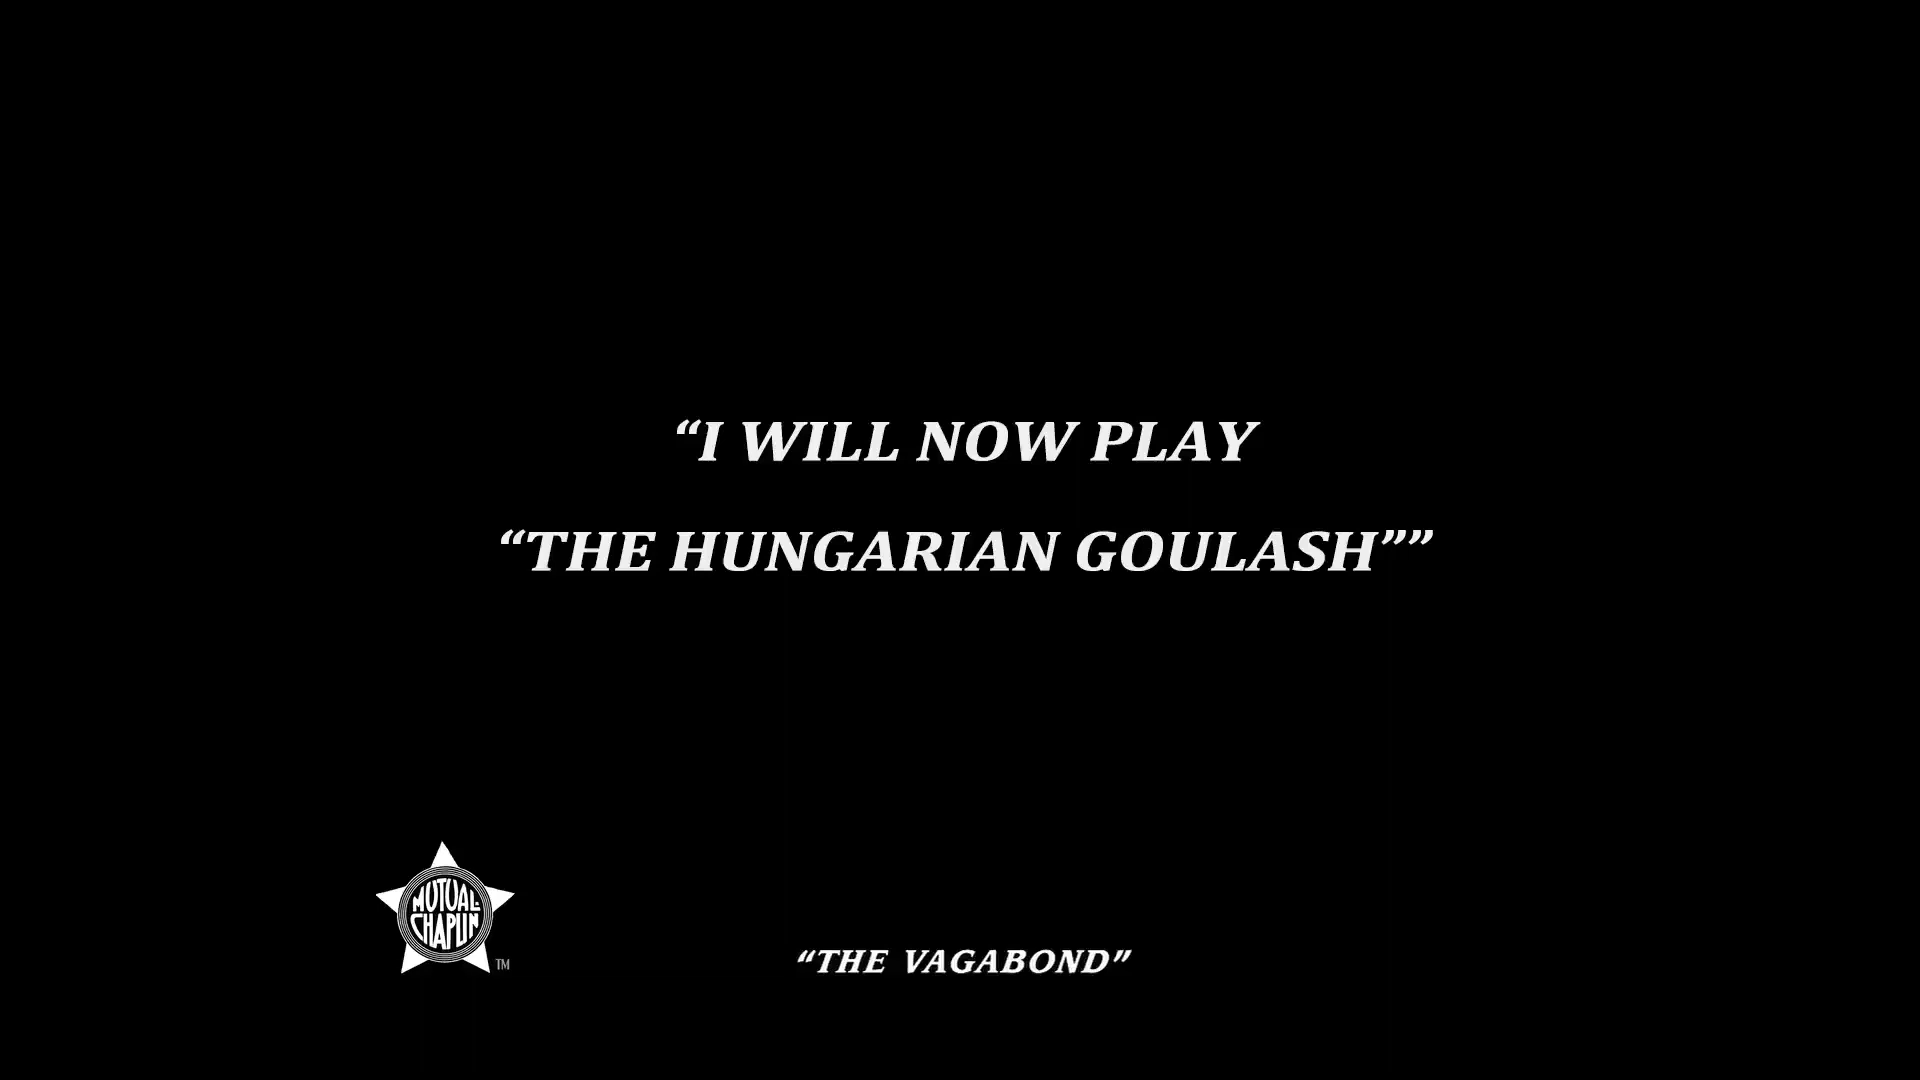 “I WILL NOW PLAY
“THE HUNGARIAN GOULASH””
MUTUAL-
CHAPLIN
TM
“THE VAGABOND”